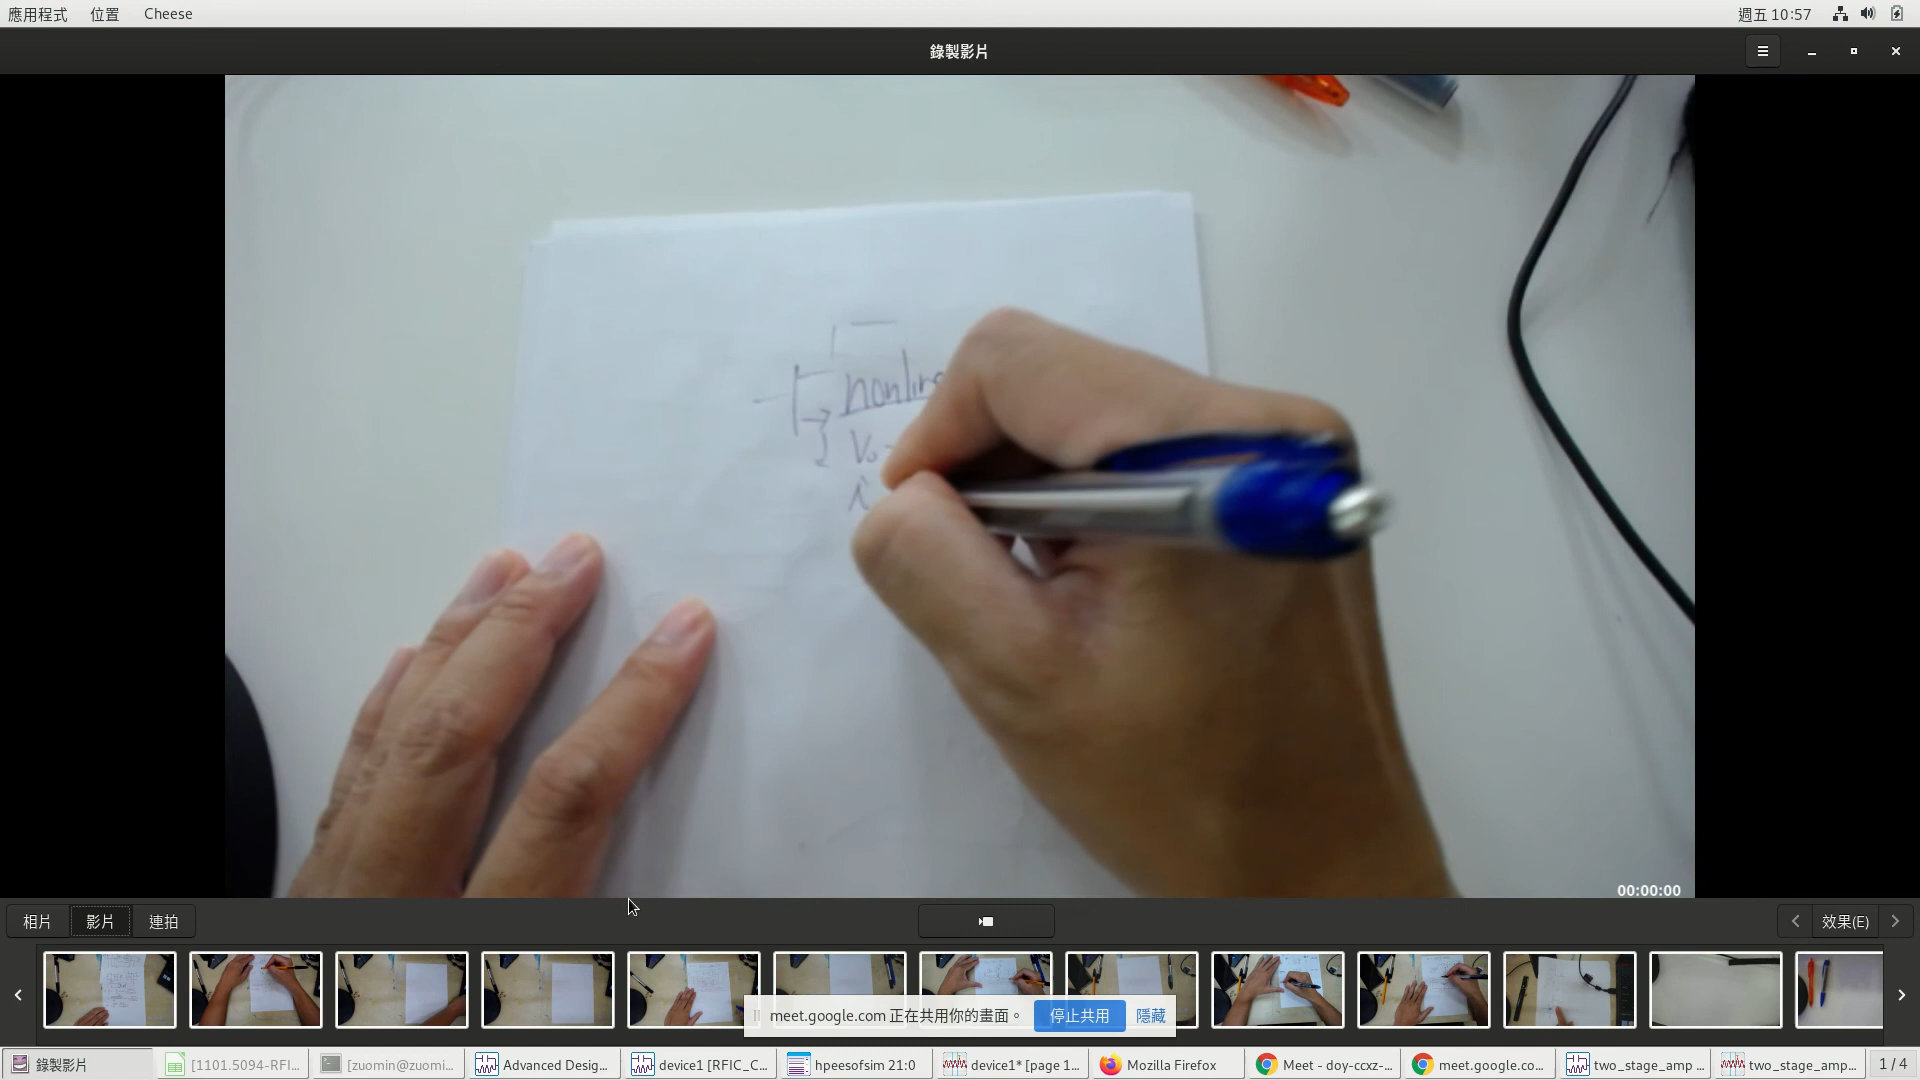 應用程式 位置 Cheese 週五 10:57
錄製影片
nonline
V₀
i
00:00:00
相片 影片 連拍 效果(E)
meet.google.com 正在共用你的畫面。 停止共用 隱藏
錄製影片 [1101.5094-RFI... [zuomin@zuomi... Advanced Desig... device1 [RFIC_C... hpeesofsim 21:0 device1* [page 1... Mozilla Firefox Meet - doy-ccxz-... meet.google.co... two_stage_amp ... two_stage_amp... 1 / 4